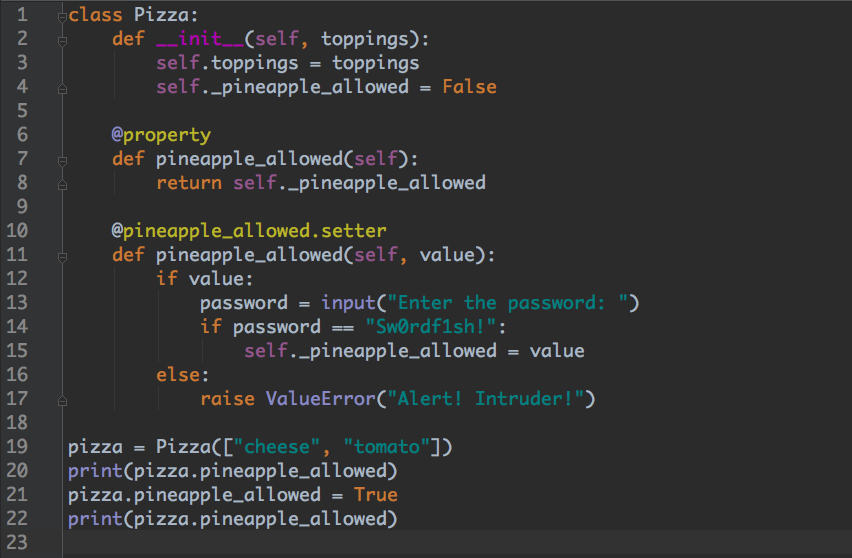 1 class Pizza:
2     def __init__(self, toppings):
3         self.toppings = toppings
4         self._pineapple_allowed = False
5
6     @property
7     def pineapple_allowed(self):
8         return self._pineapple_allowed
9
10     @pineapple_allowed.setter
11     def pineapple_allowed(self, value):
12         if value:
13             password = input("Enter the password: ")
14             if password == "Sw0rdf1sh!":
15                 self._pineapple_allowed = value
16         else:
17             raise ValueError("Alert! Intruder!")
18
19 pizza = Pizza(["cheese", "tomato"])
20 print(pizza.pineapple_allowed)
21 pizza.pineapple_allowed = True
22 print(pizza.pineapple_allowed)
23